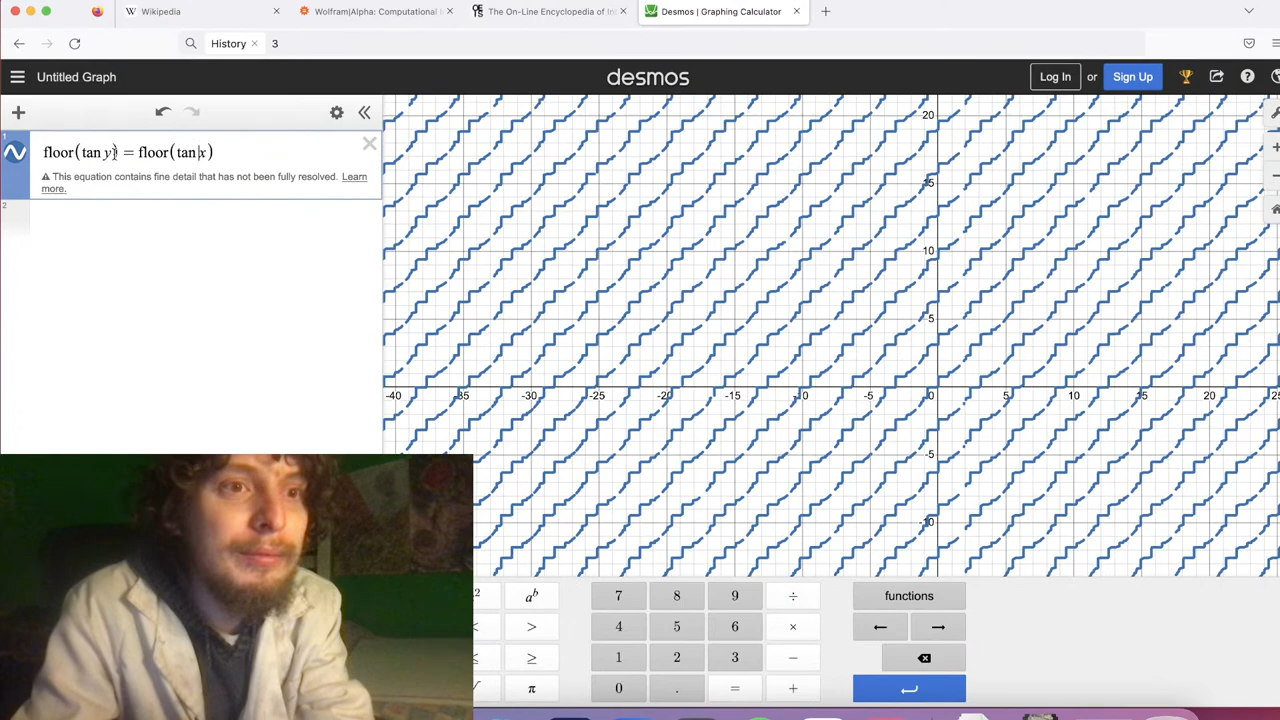 Wikipedia × Wolfram|Alpha: Computational × The On-Line Encyclopedia of × Desmos | Graphing Calculator × +
History × 3
Untitled Graph desmos Log In or Sign Up
1
floor(tan y) = floor(tan x)
This equation contains fine detail that has not been fully resolved. Learn
more.
2
20
15
10
5
-40 -35 -30 -25 -20 -15 -10 -5 0 5 10 15 20 25
-5
-10
a^b 7 8 9 ÷ functions
< > 4 5 6 × ← →
≤ ≥ 1 2 3 −
√ π 0 . = +